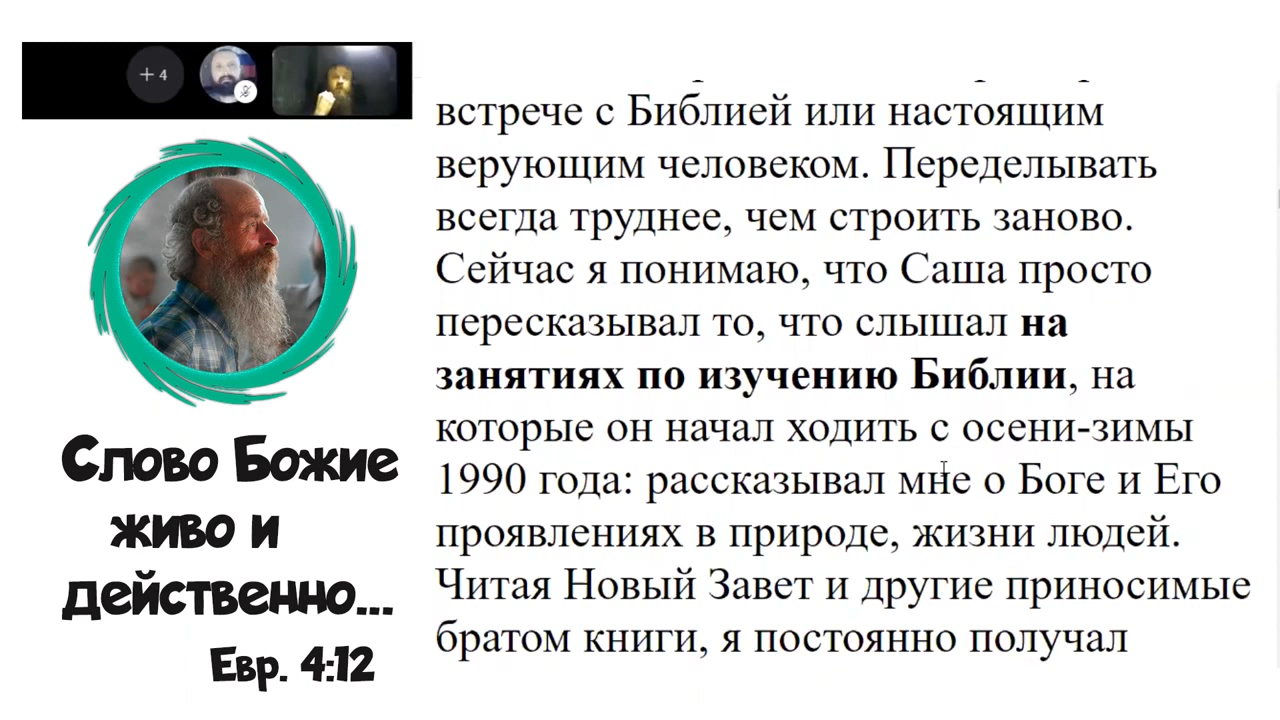 + 4
встрече с Библией или настоящим
верующим человеком. Переделывать
всегда труднее, чем строить заново.
Сейчас я понимаю, что Саша просто
пересказывал то, что слышал на
занятиях по изучению Библии, на
которые он начал ходить с осени-зимы
1990 года: рассказывал мне о Боге и Его
проявлениях в природе, жизни людей.
Читая Новый Завет и другие приносимые
братом книги, я постоянно получал
Слово Божие
живо и
действенно...
Евр. 4:12